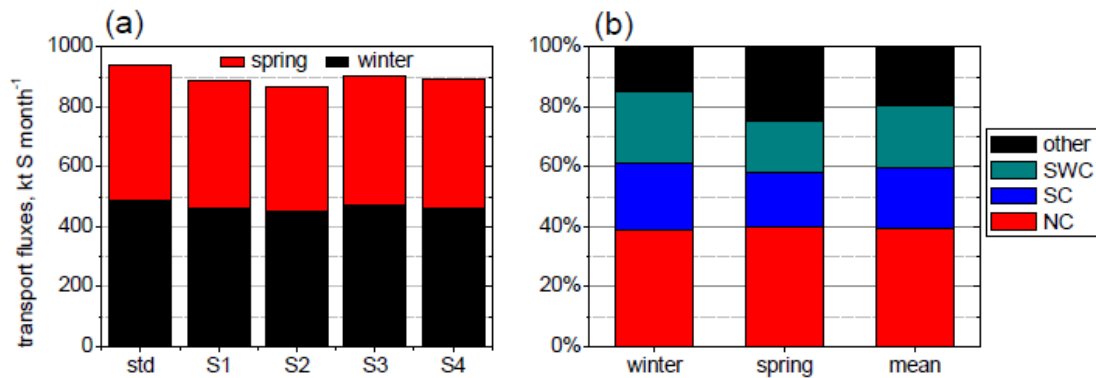 (a)
transport fluxes, kt S month⁻¹
1000
800
600
400
200
0
spring winter
std S1 S2 S3 S4
(b)
100%
80%
60%
40%
20%
0%
winter spring mean
other
SWC
SC
NC